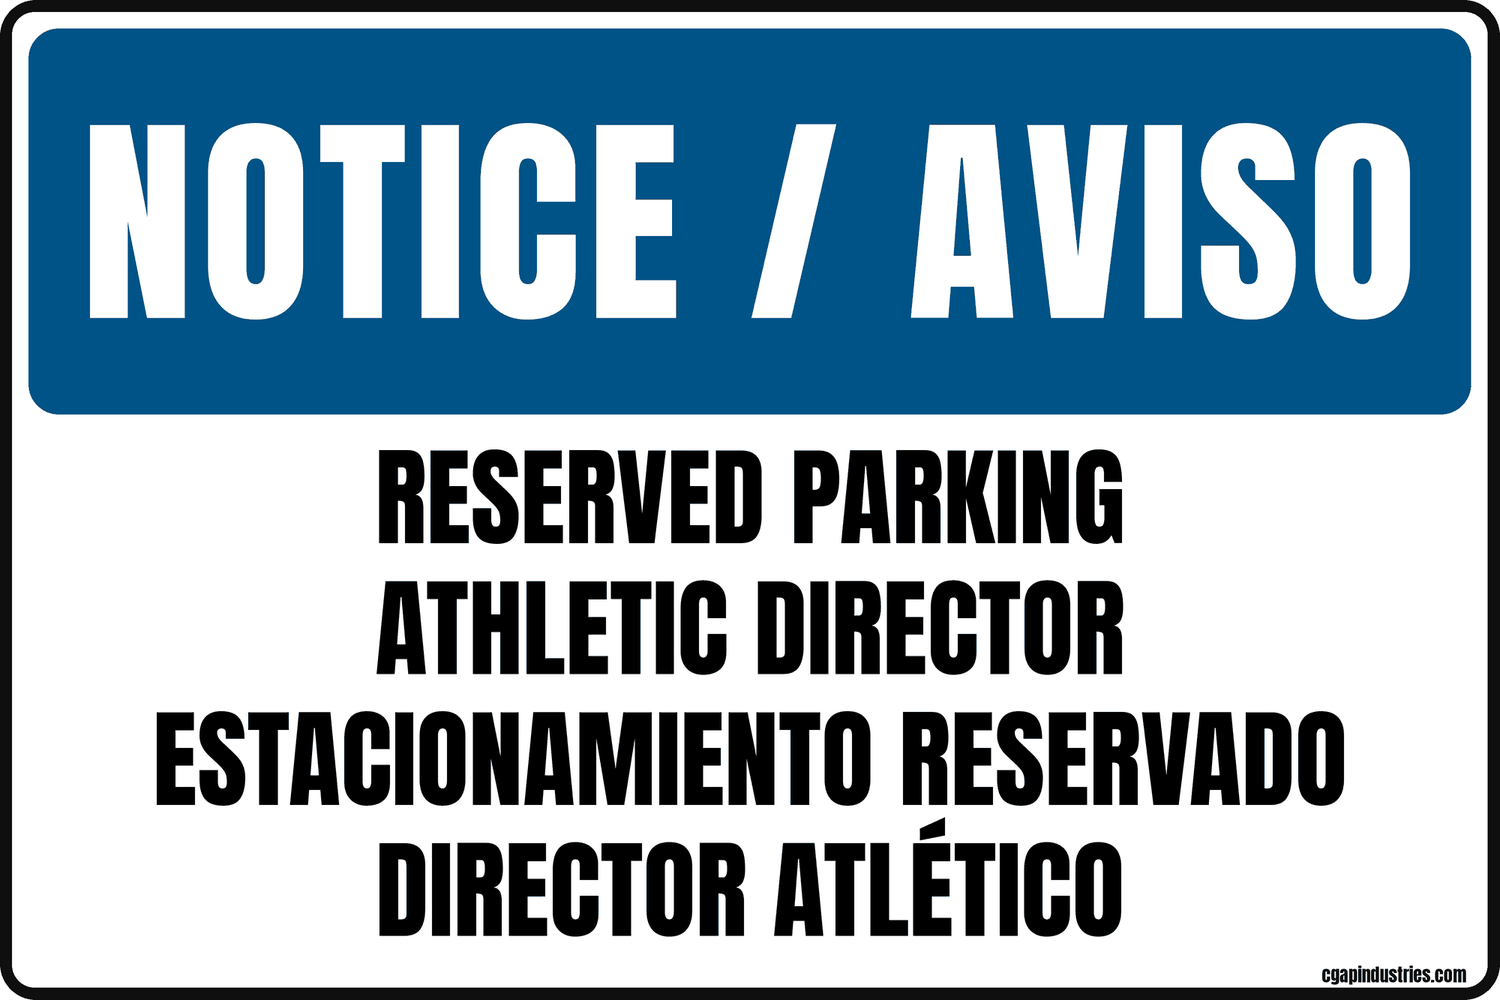 NOTICE / AVISO
RESERVED PARKING
ATHLETIC DIRECTOR
ESTACIONAMIENTO RESERVADO
DIRECTOR ATLÉTICO
cgapindustries.com